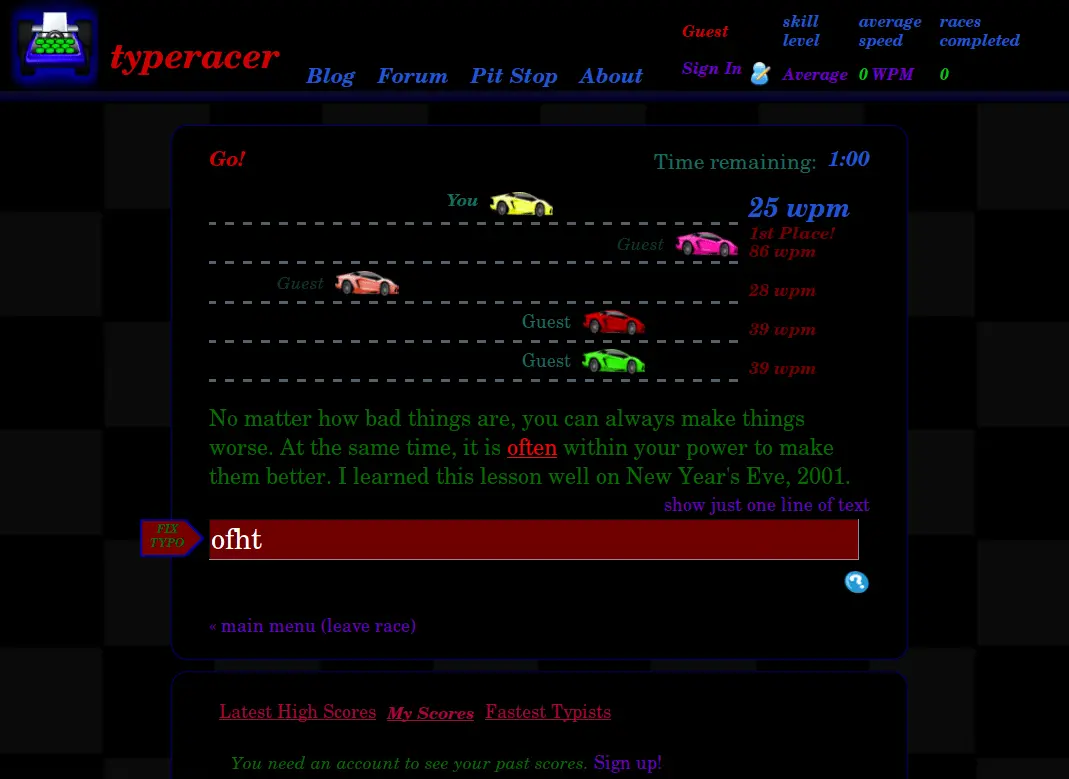 typeracer
Blog Forum Pit Stop About
Guest
Sign In
skill level
average speed
races completed
Average
0 WPM
0
Go!
Time remaining: 1:00
You
25 wpm
Guest
1st Place!
86 wpm
Guest
28 wpm
Guest
39 wpm
Guest
39 wpm
No matter how bad things are, you can always make things
worse. At the same time, it is often within your power to make
them better. I learned this lesson well on New Year's Eve, 2001.
show just one line of text
FIX
TYPO
ofht
?
« main menu (leave race)
Latest High Scores My Scores Fastest Typists
You need an account to see your past scores. Sign up!